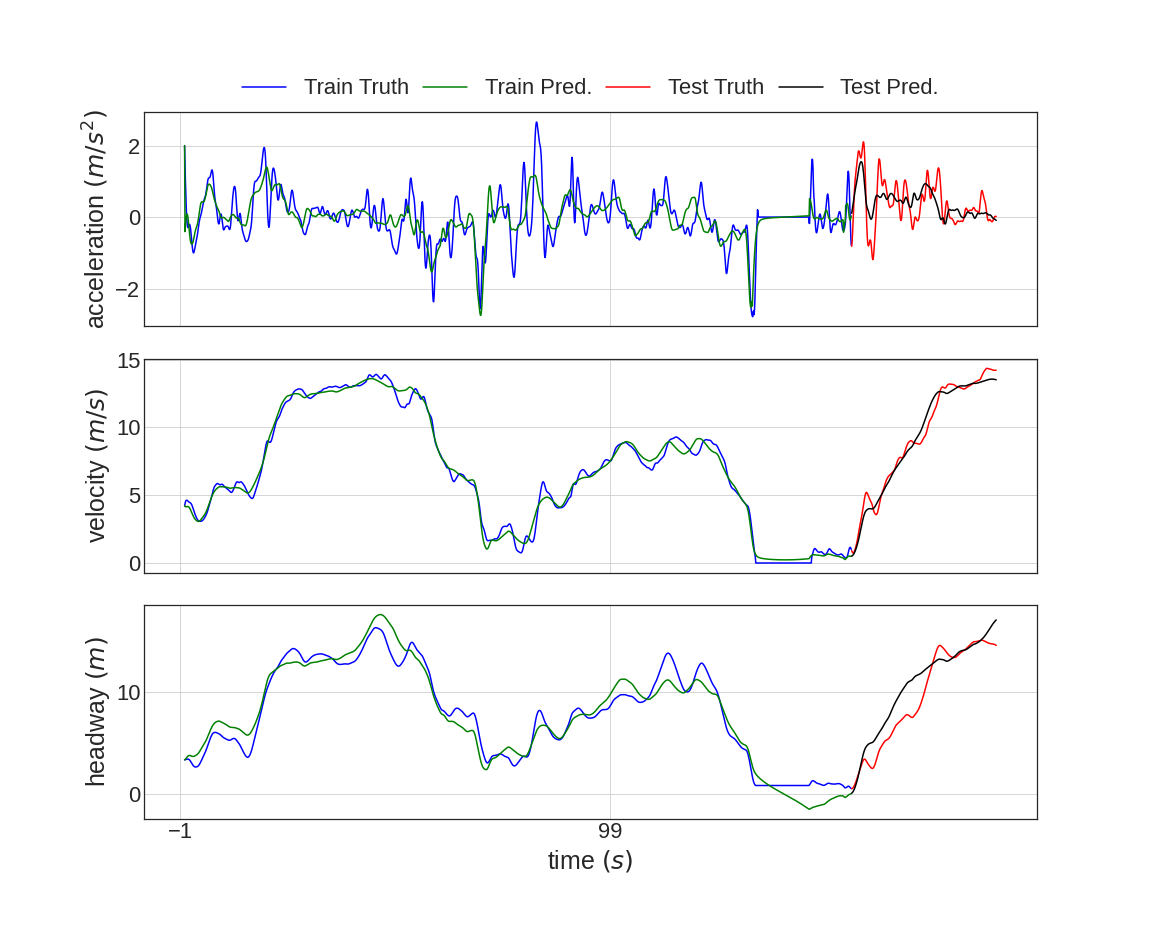 Train Truth Train Pred. Test Truth Test Pred.
acceleration (m/s²)
2
0
−2
velocity (m/s)
15
10
5
0
headway (m)
10
0
−1 99
time (s)